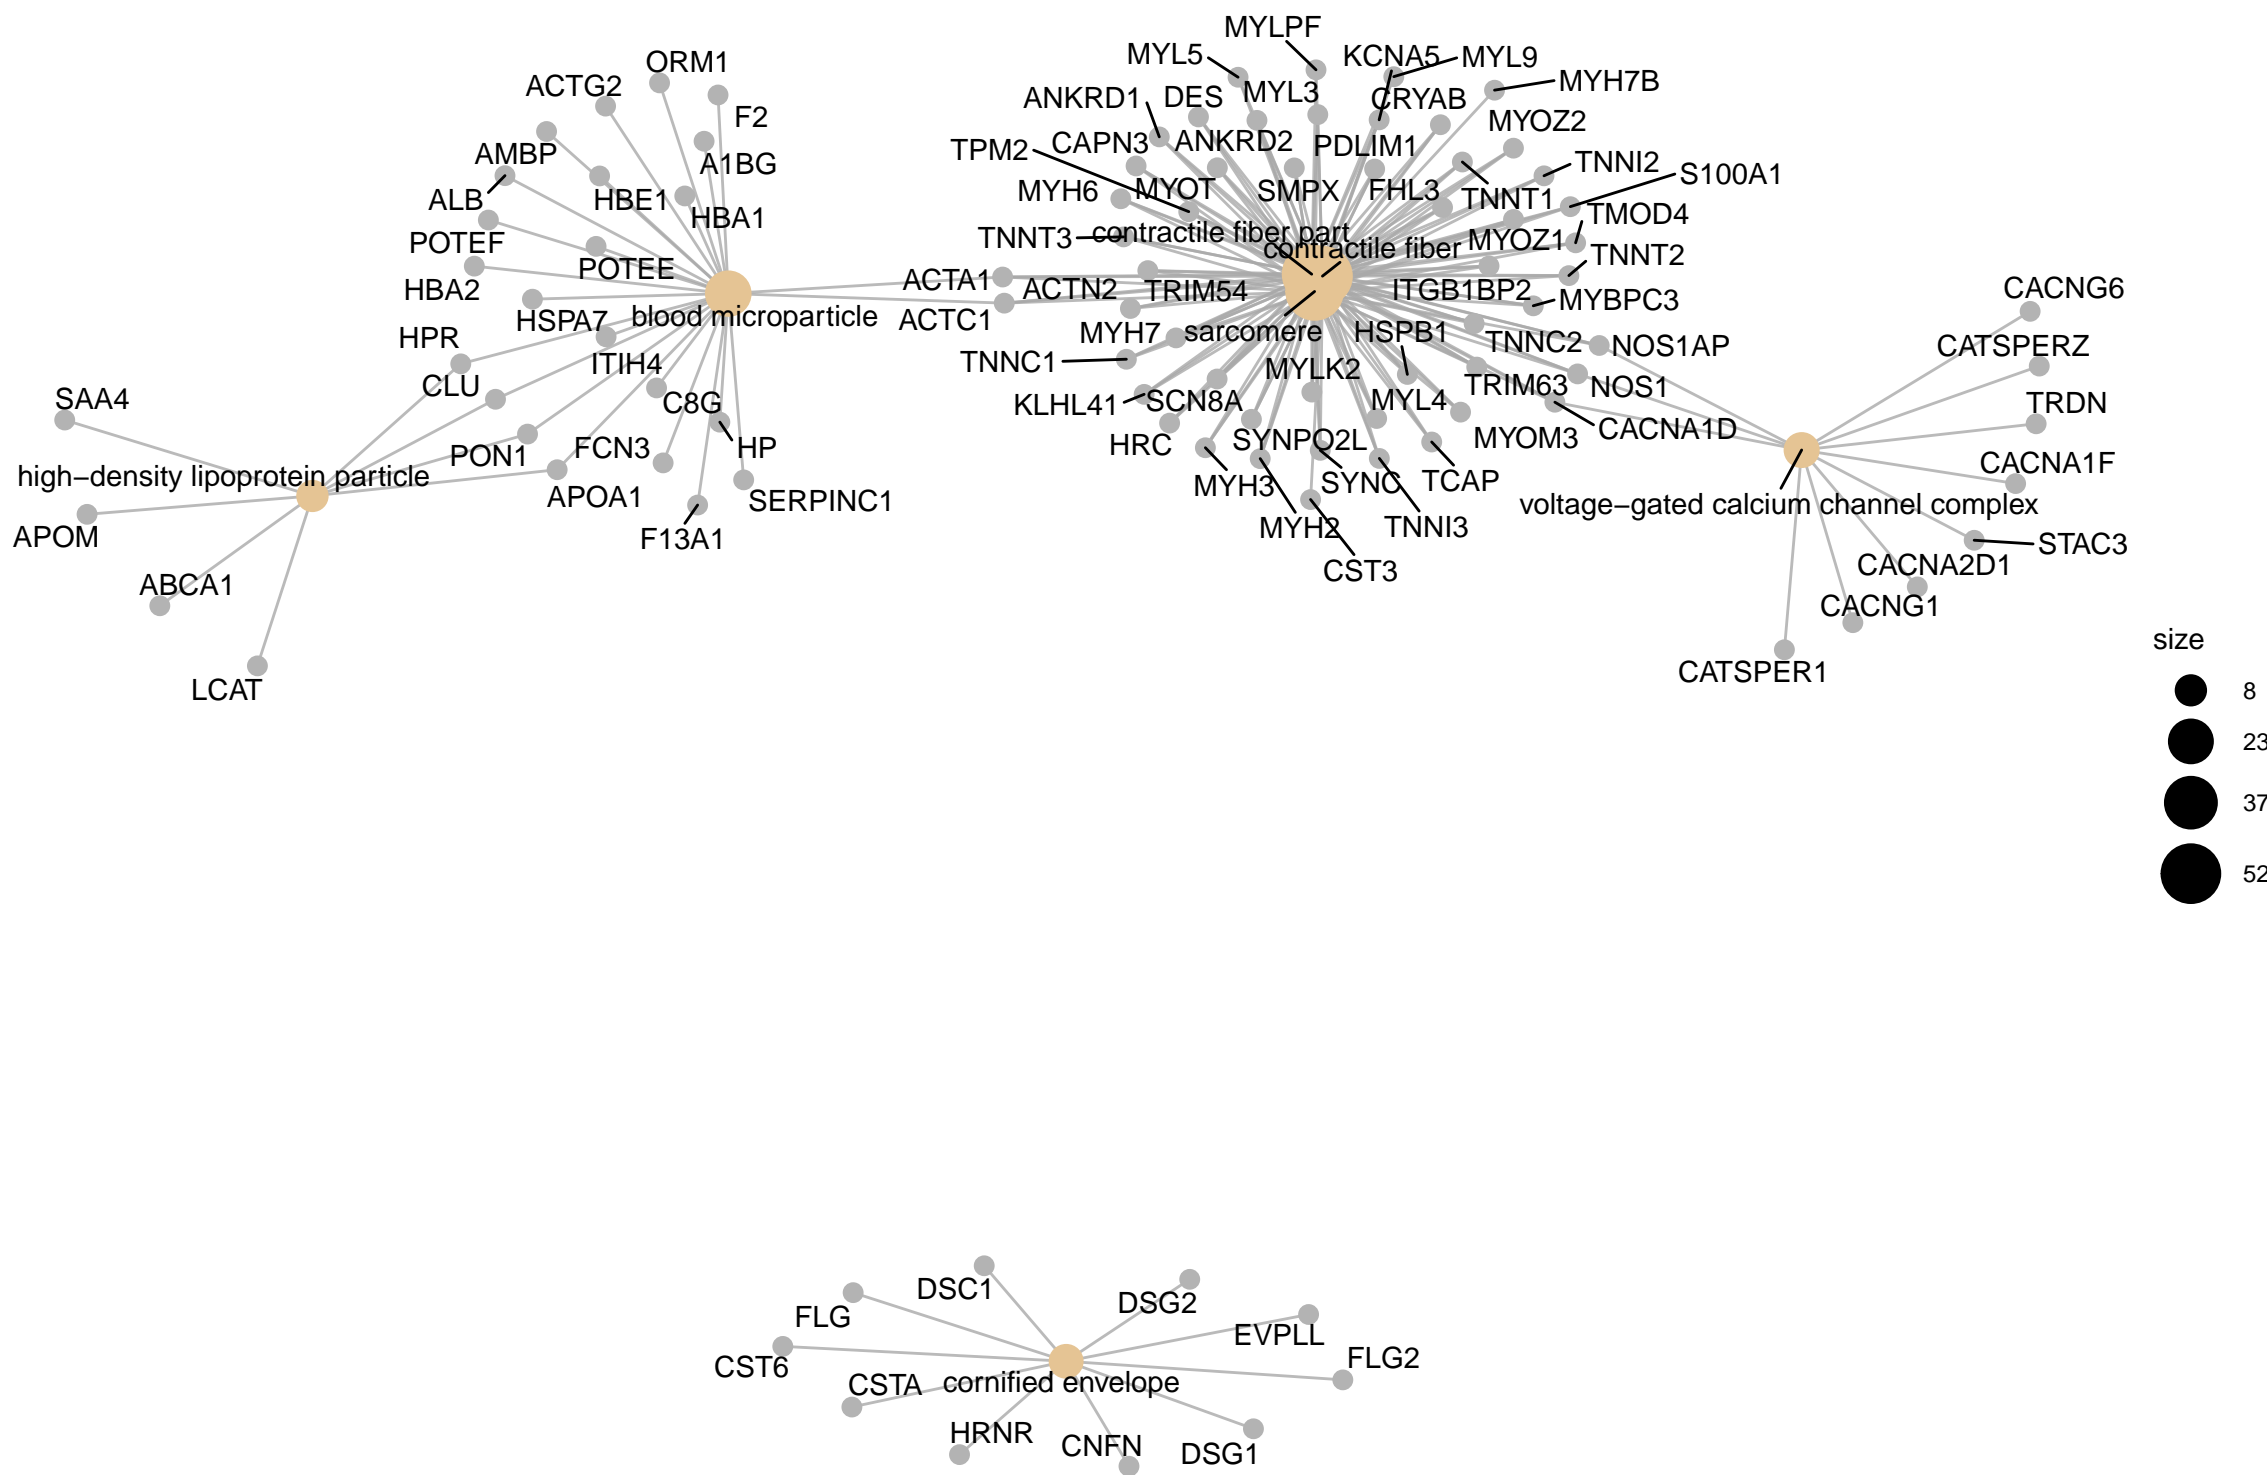 MYLPF
MYL5
KCNA5
MYL9
ORM1
MYH7B
ACTG2
ANKRD1
DES
MYL3
CRYAB
F2
MYOZ2
AMBP
A1BG
TPM2
CAPN3
ANKRD2
PDLIM1
TNNI2
S100A1
ALB
HBE1
HBA1
MYH6
MYOT
SMPX
FHL3
TNNT1
TMOD4
POTEF
TNNT3
contractile fiber part
contractile fiber
MYOZ1
TNNT2
POTEE
HBA2
ACTA1
ACTN2
TRIM54
ITGB1BP2
MYBPC3
CACNG6
HSPA7
blood microparticle
ACTC1
MYH7
sarcomere
HSPB1
TNNC2
NOS1AP
CATSPERZ
HPR
ITIH4
TNNC1
MYLK2
CLU
TRIM63
NOS1
SAA4
C8G
KLHL41
SCN8A
MYL4
TRDN
CACNA1D
HP
HRC
SYNPO2L
MYOM3
PON1
FCN3
CACNA1F
high−density lipoprotein particle
MYH3
SYNC
TCAP
APOA1
SERPINC1
voltage−gated calcium channel complex
APOM
F13A1
MYH2
TNNI3
STAC3
CST3
CACNA2D1
ABCA1
CACNG1
LCAT
CATSPER1
size
8
23
37
52
DSC1
DSG2
FLG
EVPLL
CST6
FLG2
CSTA
cornified envelope
HRNR
CNFN
DSG1